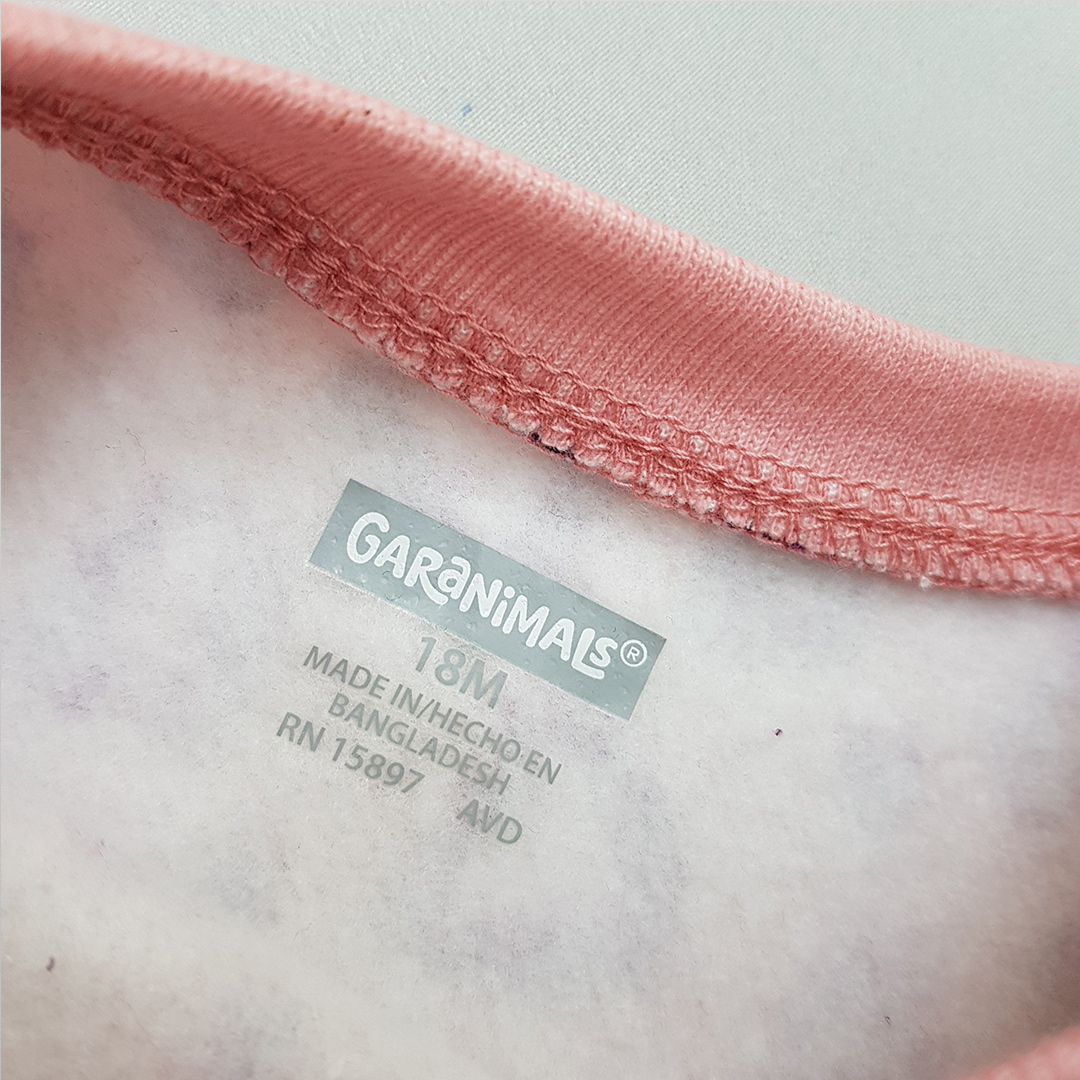 GARANiMALS®
18M
MADE IN/HECHO EN
BANGLADESH
RN 15897 AVD